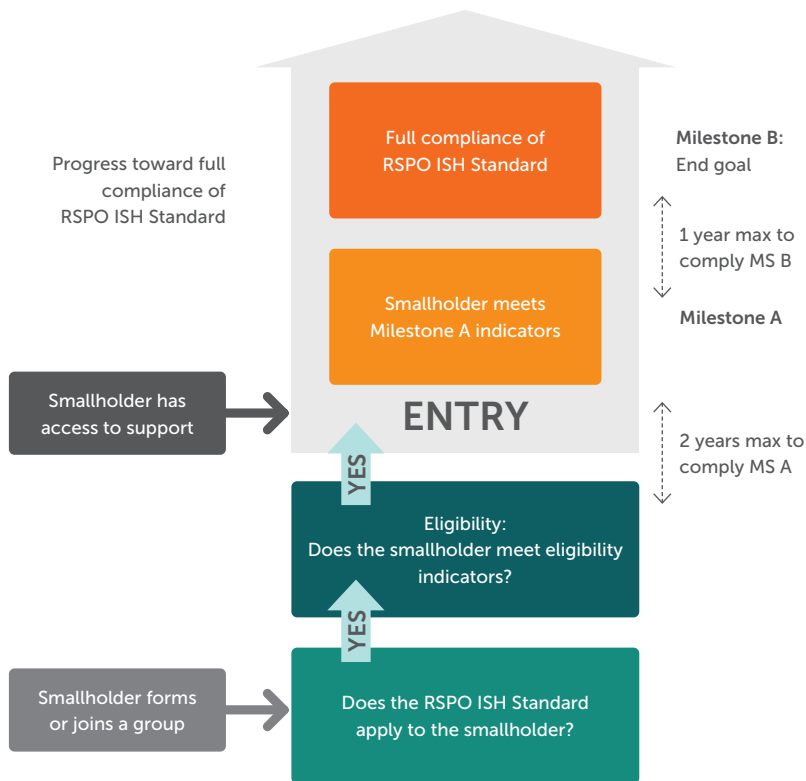 Full compliance of
RSPO ISH Standard
Milestone B:
End goal
Progress toward full
compliance of
RSPO ISH Standard
1 year max to
comply MS B
Smallholder meets
Milestone A indicators
Milestone A
Smallholder has
access to support
ENTRY
2 years max to
comply MS A
YES
Eligibility:
Does the smallholder meet eligibility
indicators?
YES
Smallholder forms
or joins a group
Does the RSPO ISH Standard
apply to the smallholder?